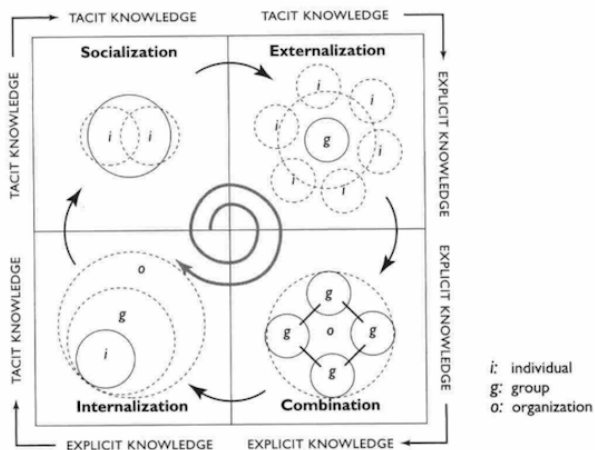 TACIT KNOWLEDGE
TACIT KNOWLEDGE
Socialization
Externalization
TACIT KNOWLEDGE
i
i
i
i
i
i
i
i
g
EXPLICIT KNOWLEDGE
TACIT KNOWLEDGE
o
g
i
g
g
o
g
g
EXPLICIT KNOWLEDGE
Internalization
Combination
EXPLICIT KNOWLEDGE
EXPLICIT KNOWLEDGE
i: individual
g: group
o: organization